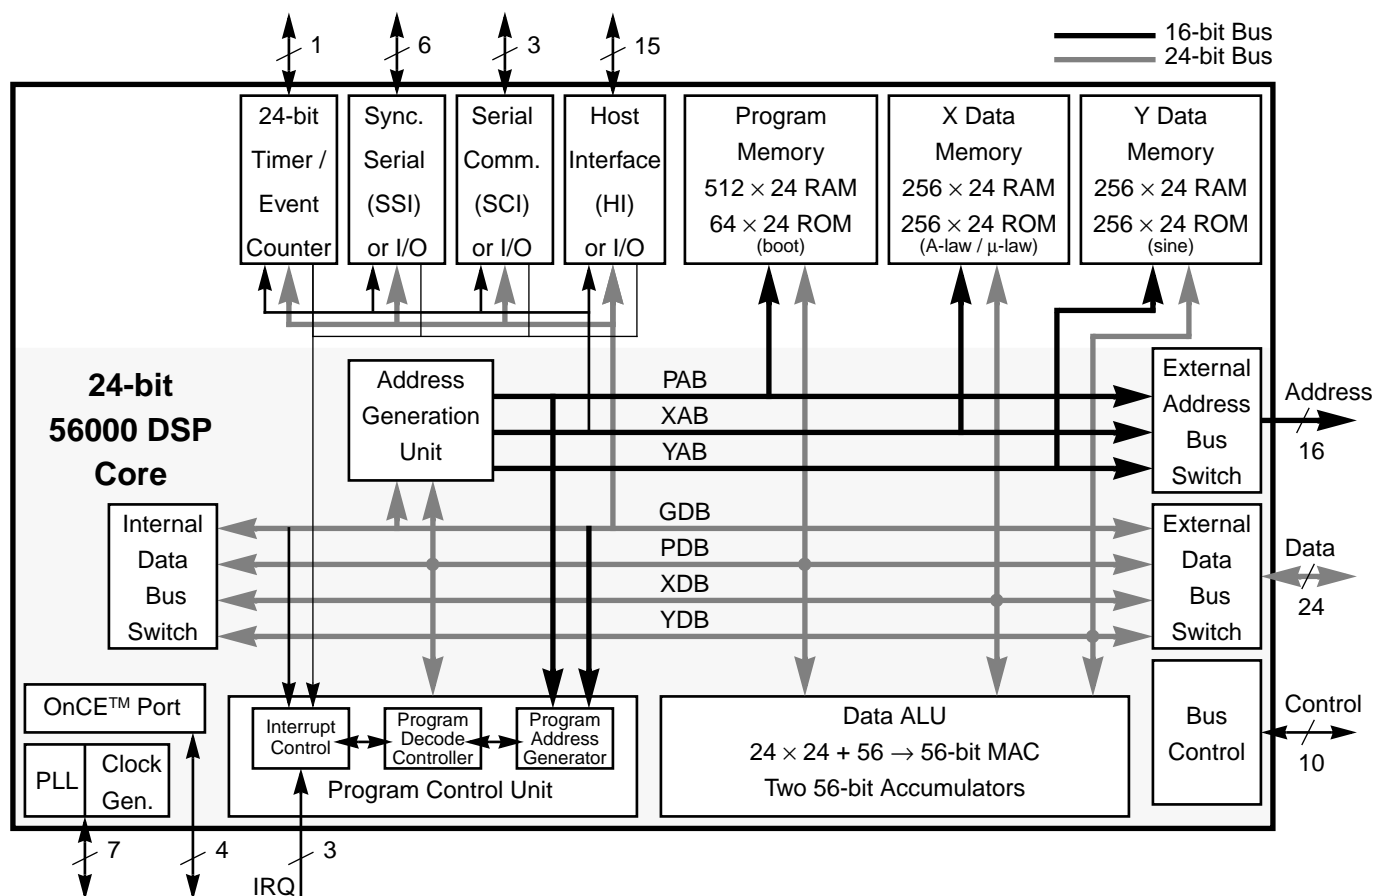 1
6
3
15
16-bit Bus
24-bit Bus
24-bit
Timer /
Event
Counter
Sync.
Serial
(SSI)
or I/O
Serial
Comm.
(SCI)
or I/O
Host
Interface
(HI)
or I/O
Program
Memory
512 × 24 RAM
64 × 24 ROM
(boot)
X Data
Memory
256 × 24 RAM
256 × 24 ROM
(A-law / μ-law)
Y Data
Memory
256 × 24 RAM
256 × 24 ROM
(sine)
24-bit
56000 DSP
Core
Address
Generation
Unit
PAB
XAB
YAB
External
Address
Bus
Switch
Address
16
Internal
Data
Bus
Switch
GDB
PDB
XDB
YDB
External
Data
Bus
Switch
Data
24
OnCE™ Port
PLL
Clock
Gen.
Interrupt
Control
Program
Decode
Controller
Program
Address
Generator
Program Control Unit
Data ALU
24 × 24 + 56 → 56-bit MAC
Two 56-bit Accumulators
Bus
Control
Control
10
7
4
3
IRQ